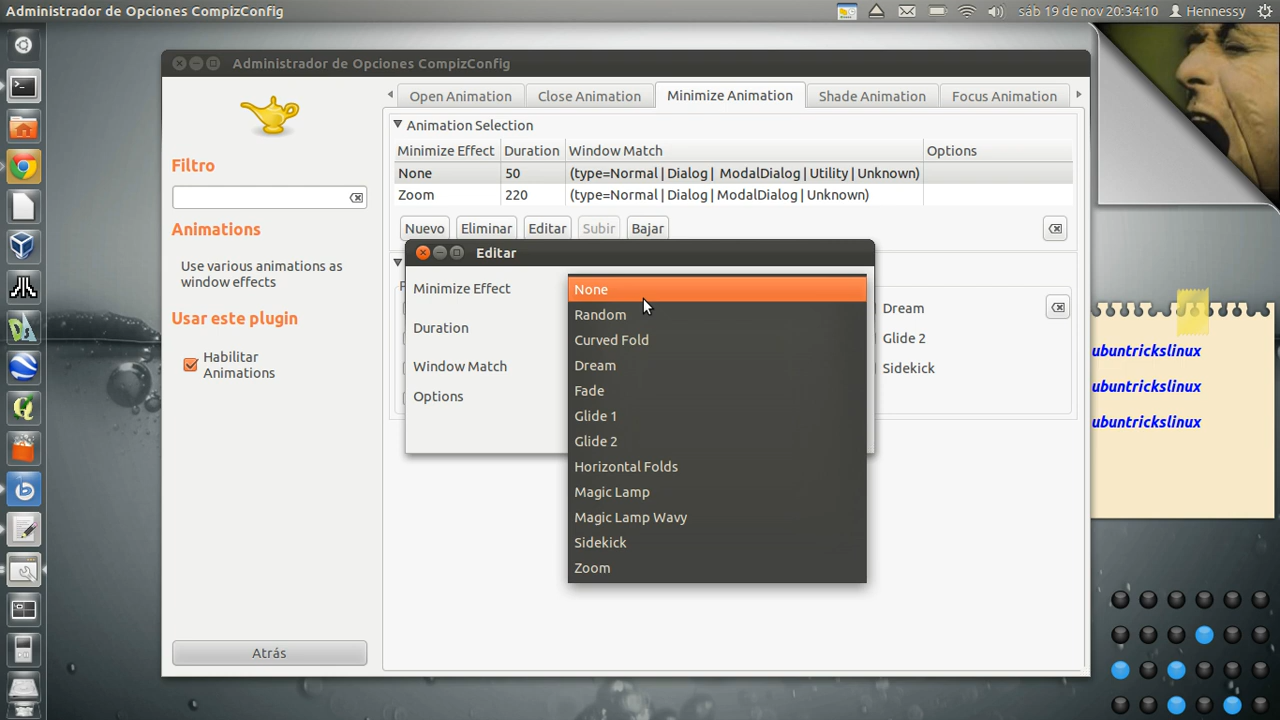 Administrador de Opciones CompizConfig
sáb 19 de nov 20:34:10 Hennessy
Administrador de Opciones CompizConfig
Filtro
Animations
Use various animations as
window effects
Usar este plugin
Habilitar
Animations
Atrás
Open Animation Close Animation Minimize Animation Shade Animation Focus Animation
Animation Selection
Minimize Effect Duration Window Match Options
None 50 (type=Normal | Dialog | ModalDialog | Utility | Unknown)
Zoom 220 (type=Normal | Dialog | ModalDialog | Unknown)
Nuevo Eliminar Editar Subir Bajar
Editar
Minimize Effect
Duration
Window Match
Options
None
Random
Curved Fold
Dream
Fade
Glide 1
Glide 2
Horizontal Folds
Magic Lamp
Magic Lamp Wavy
Sidekick
Zoom
Dream
Glide 2
Sidekick
ubuntrickslinux
ubuntrickslinux
ubuntrickslinux